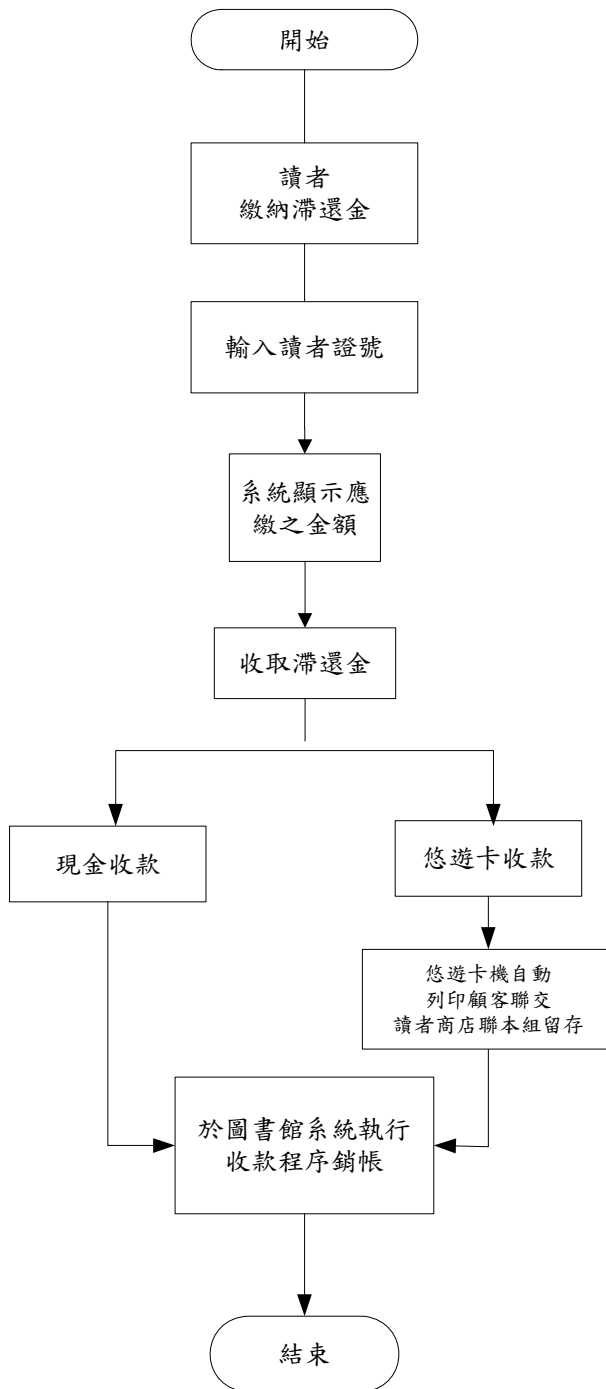 開始
讀者
繳納滯還金
輸入讀者證號
系統顯示應
繳之金額
收取滯還金
現金收款
悠遊卡收款
悠遊卡機自動
列印顧客聯交
讀者商店聯本組留存
於圖書館系統執行
收款程序銷帳
結束